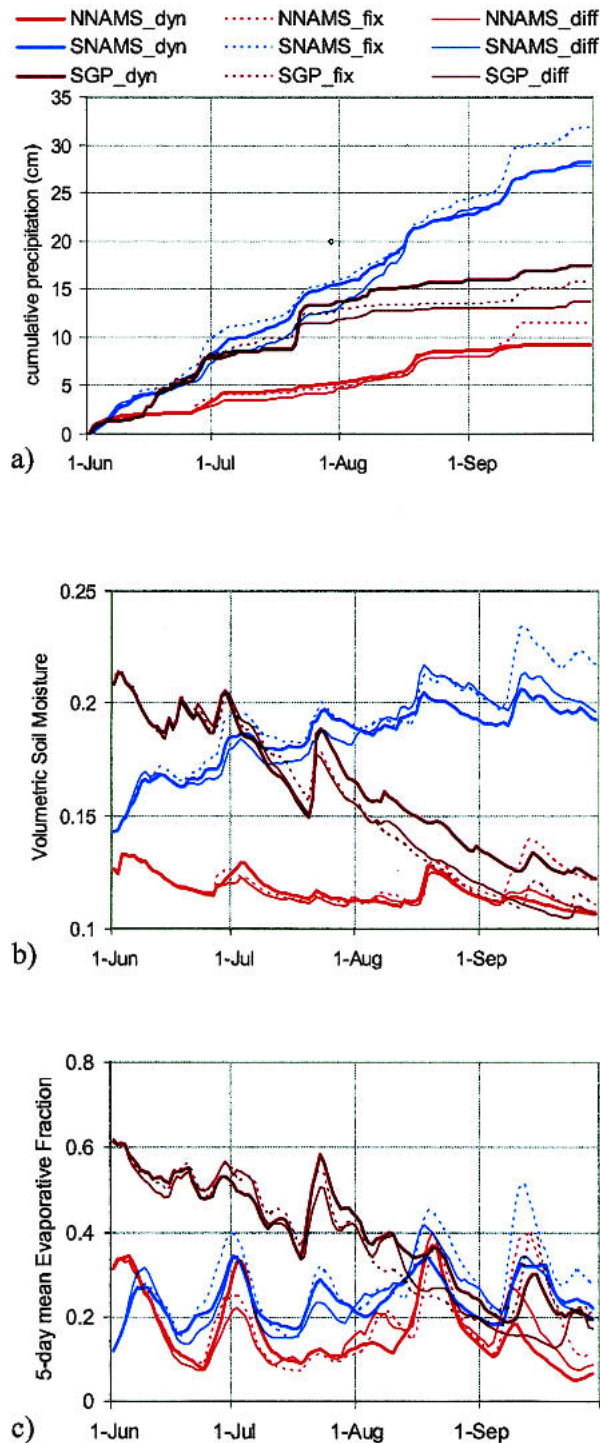 NNAMS_dyn NNAMS_fix NNAMS_diff
SNAMS_dyn SNAMS_fix SNAMS_diff
SGP_dyn SGP_fix SGP_diff
35
30
25
20
15
10
5
0
cumulative precipitation (cm)
1-Jun 1-Jul 1-Aug 1-Sep
a)
0.25
0.2
0.15
0.1
Volumetric Soil Moisture
1-Jun 1-Jul 1-Aug 1-Sep
b)
0.8
0.6
0.4
0.2
0
5-day mean Evaporative Fraction
1-Jun 1-Jul 1-Aug 1-Sep
c)